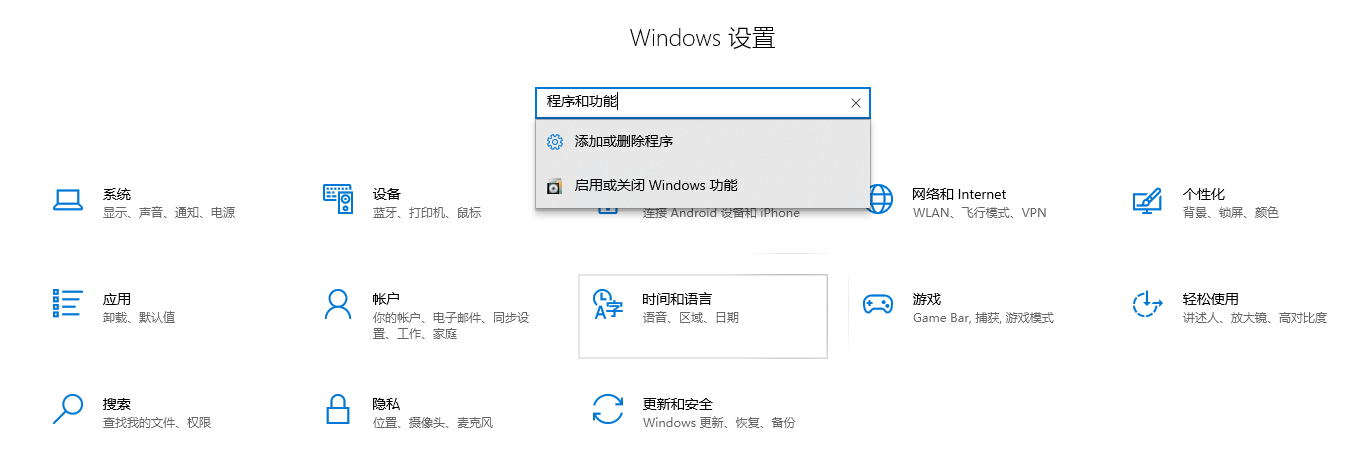 Windows 设置
程序和功能
添加或删除程序
启用或关闭 Windows 功能
系统
显示、声音、通知、电源
设备
蓝牙、打印机、鼠标
连接 Android 设备和 iPhone
网络和 Internet
WLAN、飞行模式、VPN
个性化
背景、锁屏、颜色
应用
卸载、默认值
帐户
你的帐户、电子邮件、同步设
置、工作、家庭
时间和语言
语音、区域、日期
游戏
Game Bar, 捕获, 游戏模式
轻松使用
讲述人、放大镜、高对比度
搜索
查找我的文件、权限
隐私
位置、摄像头、麦克风
更新和安全
Windows 更新、恢复、备份